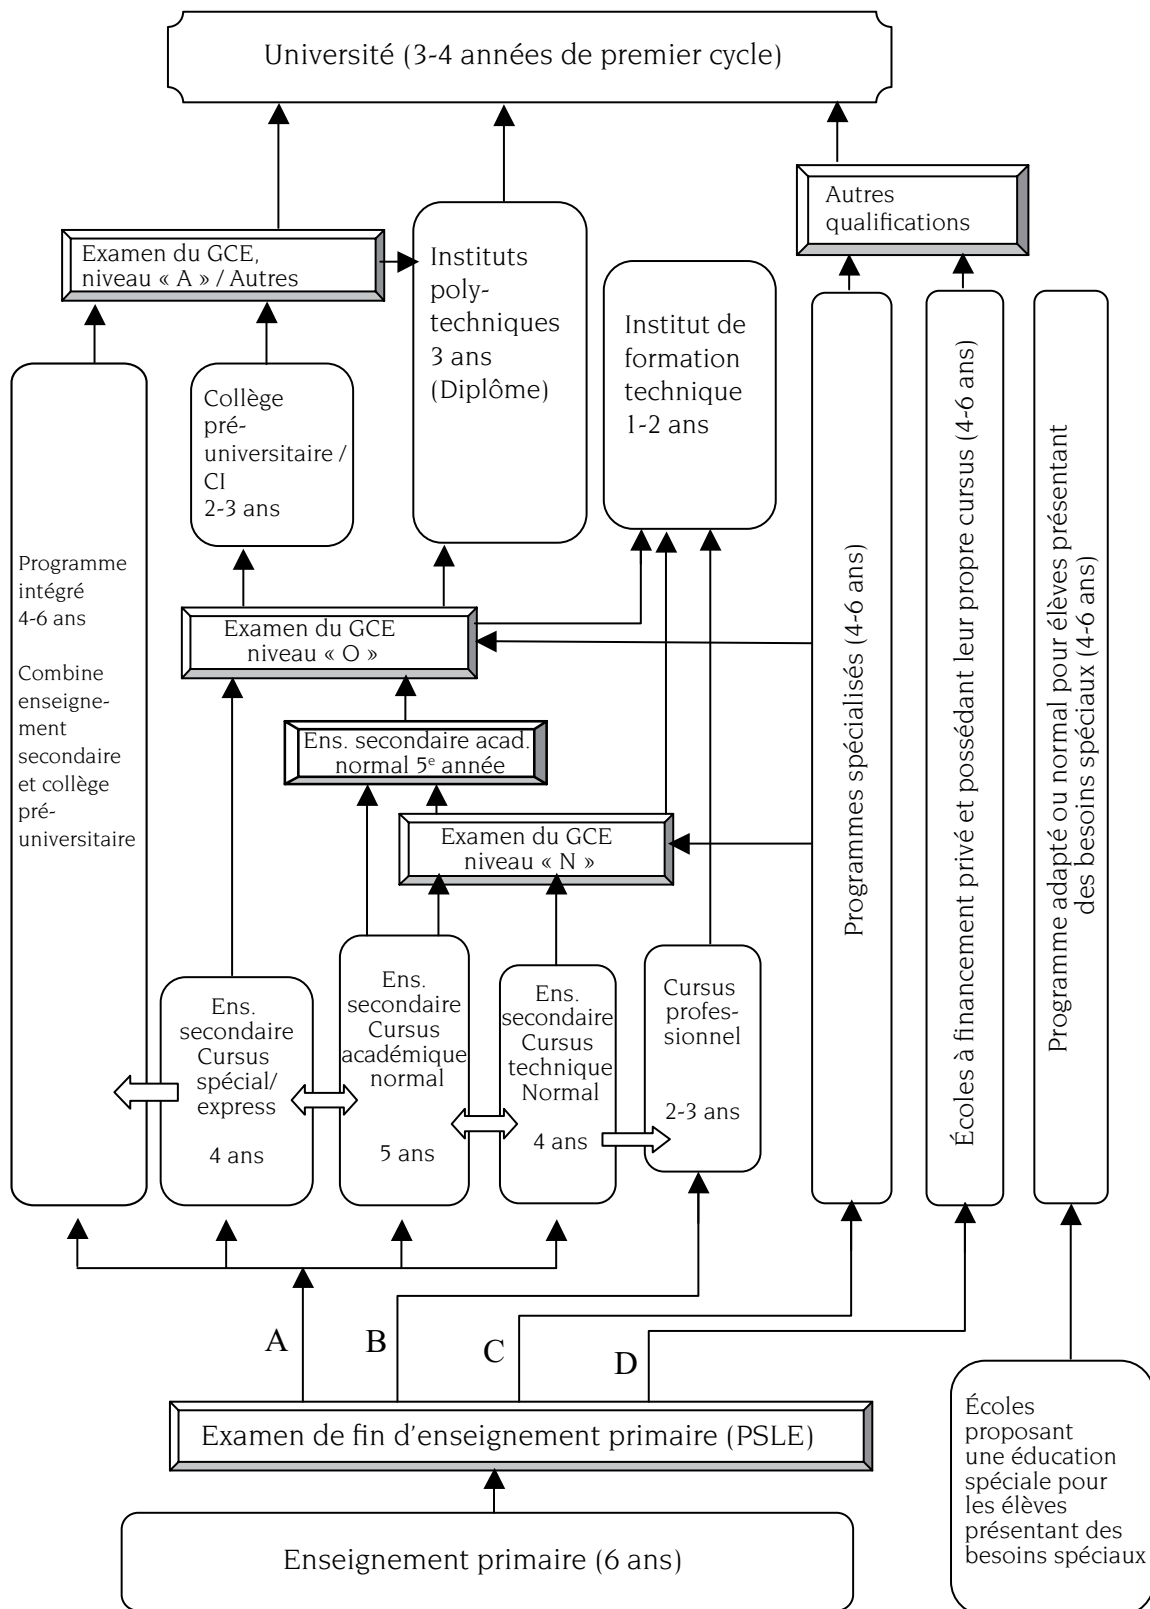 Université (3-4 années de premier cycle)
Autres
qualifications
Examen du GCE,
niveau « A » / Autres
Instituts
poly-
techniques
3 ans
(Diplôme)
Institut de
formation
technique
1-2 ans
Collège
pré-
universitaire /
CI
2-3 ans
Programme
intégré
4-6 ans
Combine
enseigne-
ment
secondaire
et collège
pré-
universitaire
Examen du GCE
niveau « O »
Ens. secondaire acad.
normal 5e année
Examen du GCE
niveau « N »
Ens.
secondaire
Cursus
spécial/
express
4 ans
Ens.
secondaire
Cursus
académique
normal
5 ans
Ens.
secondaire
Cursus
technique
Normal
4 ans
Cursus
profes-
sionnel
2-3 ans
Programmes spécialisés (4-6 ans)
Écoles à financement privé et possédant leur propre cursus (4-6 ans)
Programme adapté ou normal pour élèves présentant
des besoins spéciaux (4-6 ans)
A
B
C
D
Examen de fin d'enseignement primaire (PSLE)
Enseignement primaire (6 ans)
Écoles
proposant
une éducation
spéciale pour
les élèves
présentant des
besoins spéciaux